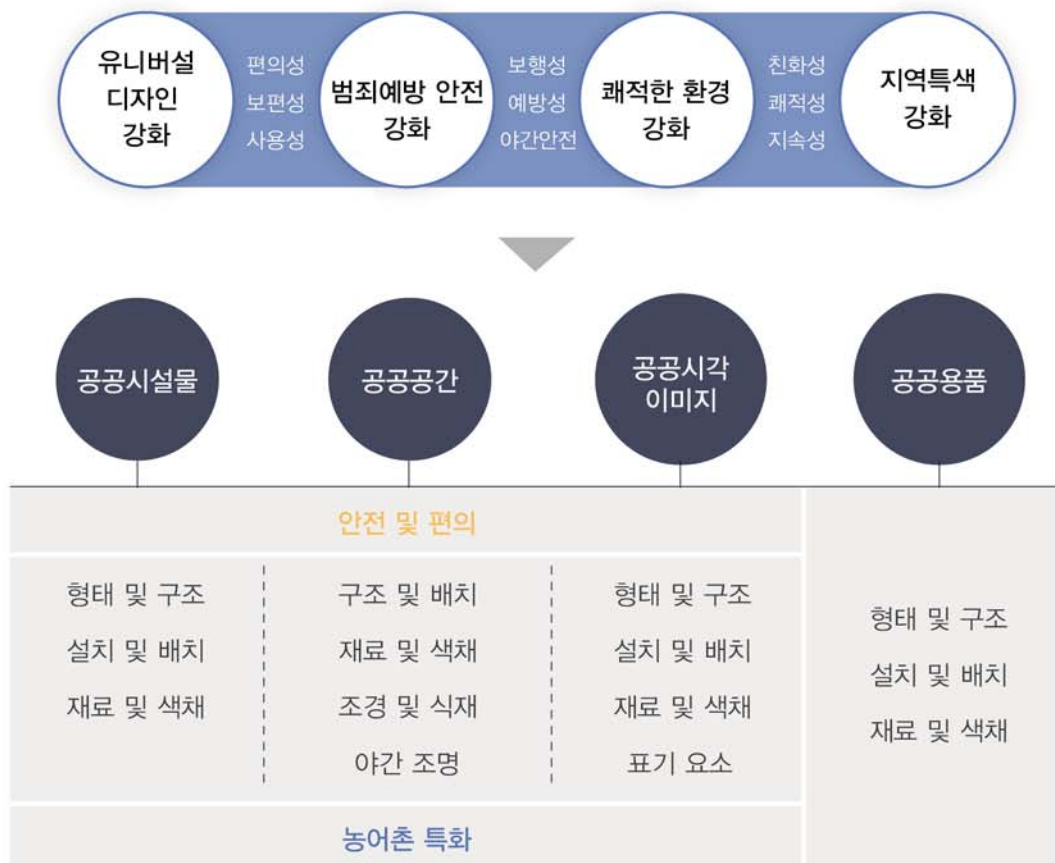 유니버설
디자인
강화
편의성
보편성
사용성
범죄예방 안전
강화
보행성
예방성
야간안전
쾌적한 환경
강화
친화성
쾌적성
지속성
지역특색
강화
공공시설물
공공공간
공공시각
이미지
공공용품
안전 및 편의
형태 및 구조
설치 및 배치
재료 및 색채
구조 및 배치
재료 및 색채
조경 및 식재
야간 조명
형태 및 구조
설치 및 배치
재료 및 색채
표기 요소
형태 및 구조
설치 및 배치
재료 및 색채
농어촌 특화